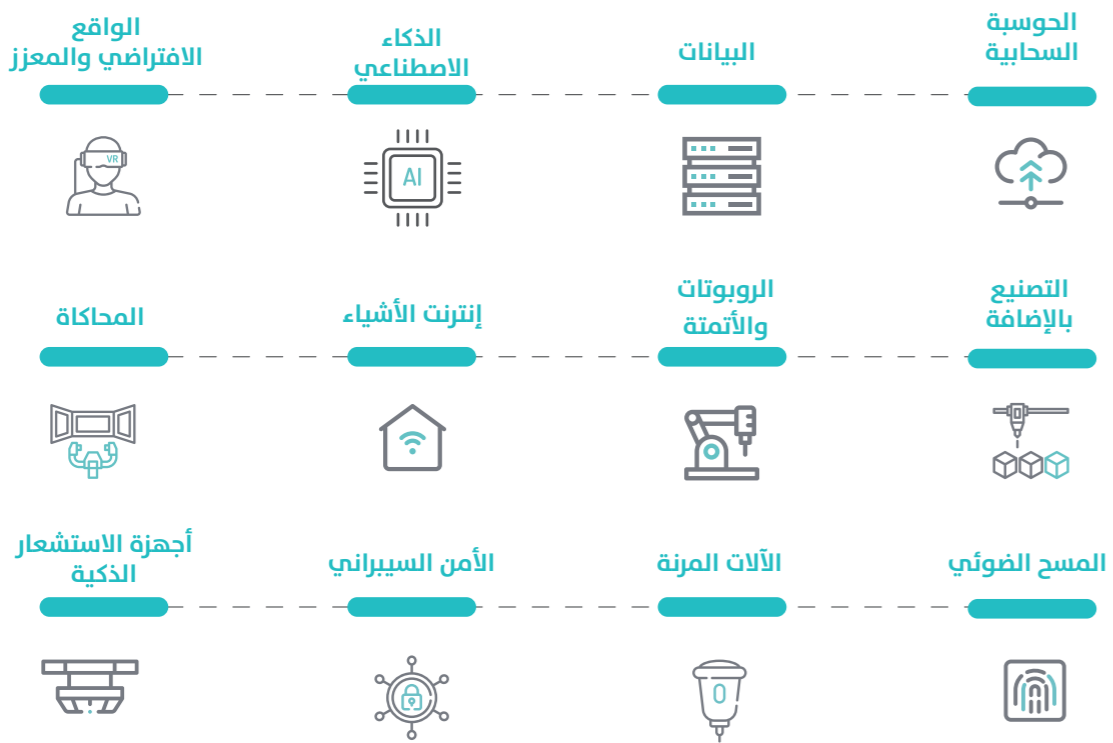 الحوسبة
السحابية
البيانات
الذكاء
الاصطناعي
الواقع
الافتراضي والمعزز
AI
VR
التصنيع
بالإضافة
الروبوتات
والأتمتة
إنترنت الأشياء
المحاكاة
المسح الضوئي
الآلات المرنة
الأمن السيبراني
أجهزة الاستشعار
الذكية